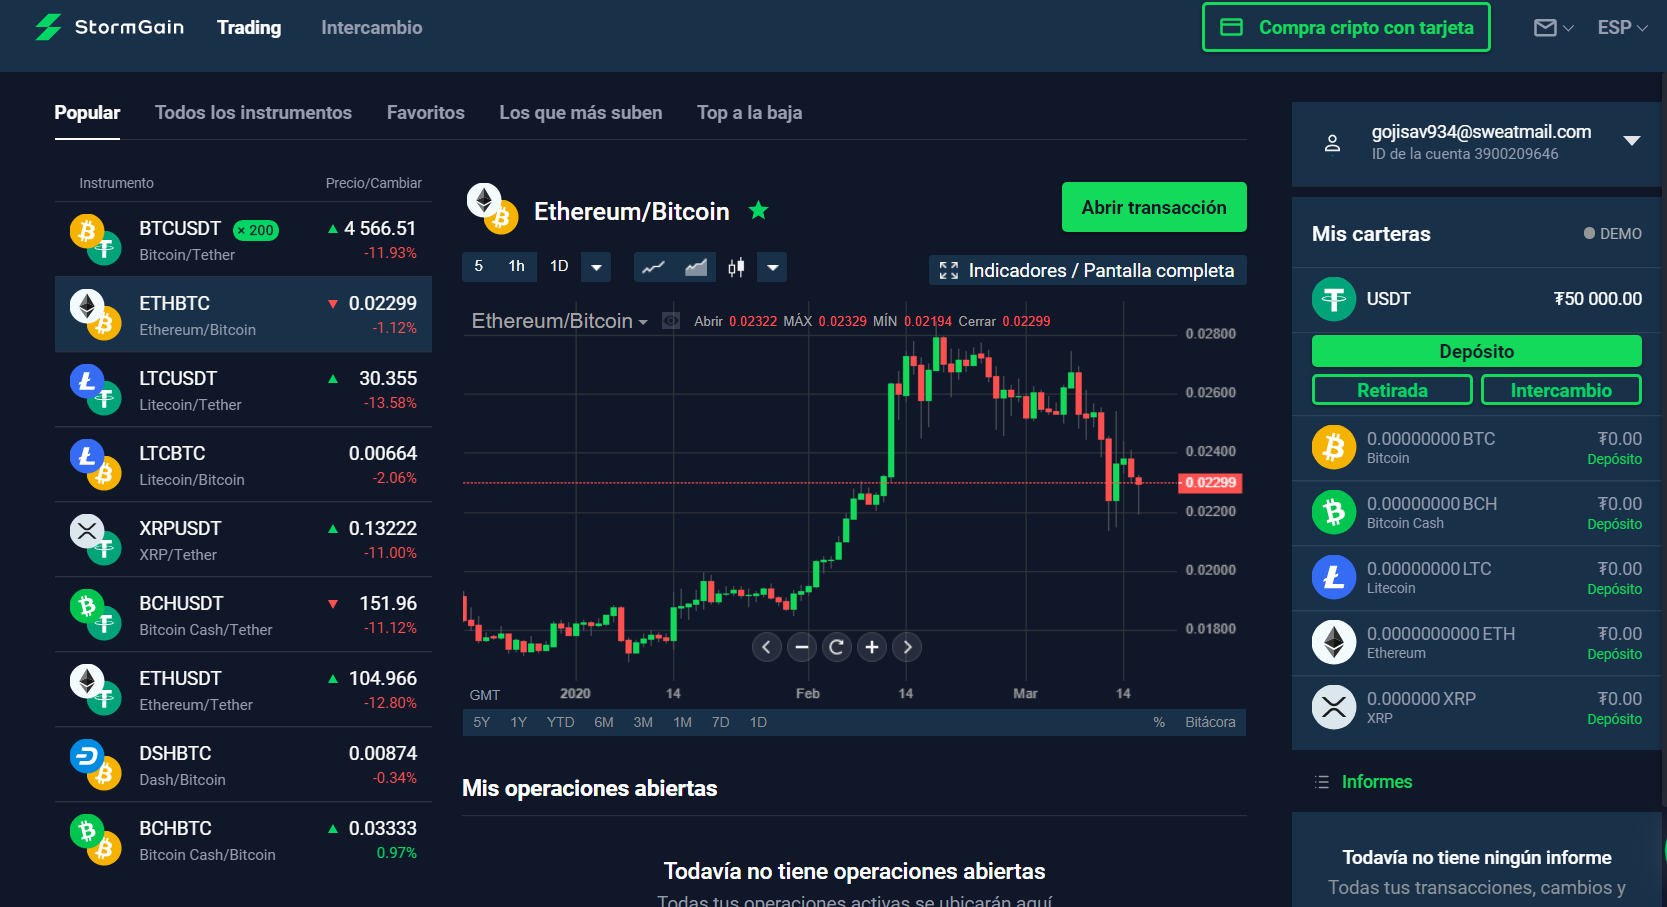 StormGain Trading Intercambio Compra cripto con tarjeta ESP
Popular Todos los instrumentos Favoritos Los que más suben Top a la baja
Instrumento Precio/Cambiar
BTCUSDT ×200 4 566.51
Bitcoin/Tether -11.93%
ETHBTC 0.02299
Ethereum/Bitcoin -1.12%
LTCUSDT 30.355
Litecoin/Tether -13.58%
LTCBTC 0.00664
Litecoin/Bitcoin -2.06%
XRPUSDT 0.13222
XRP/Tether -11.00%
BCHUSDT 151.96
Bitcoin Cash/Tether -11.12%
ETHUSDT 104.966
Ethereum/Tether -12.80%
DSHBTC 0.00874
Dash/Bitcoin -0.34%
BCHBTC 0.03333
Bitcoin Cash/Bitcoin 0.97%
Ethereum/Bitcoin Abrir transacción
5 1h 1D Indicadores / Pantalla completa
Ethereum/Bitcoin Abrir 0.02322 MÁX 0.02329 MÍN 0.02194 Cerrar 0.02299
0.02800
0.02600
0.02400
0.02299
0.02200
0.02000
0.01800
GMT 2020 14 Feb 14 Mar 14
5Y 1Y YTD 6M 3M 1M 7D 1D % Bitácora
Mis operaciones abiertas
Todavía no tiene operaciones abiertas
Todas tus operaciones activas se ubicarán aquí
gojisav934@sweatmail.com
ID de la cuenta 3900209646
Mis carteras DEMO
USDT ₮50 000.00
Depósito
Retirada Intercambio
0.00000000 BTC ₮0.00
Bitcoin Depósito
0.00000000 BCH ₮0.00
Bitcoin Cash Depósito
0.00000000 LTC ₮0.00
Litecoin Depósito
0.0000000000 ETH ₮0.00
Ethereum Depósito
0.000000 XRP ₮0.00
XRP Depósito
Informes
Todavía no tiene ningún informe
Todas tus transacciones, cambios y